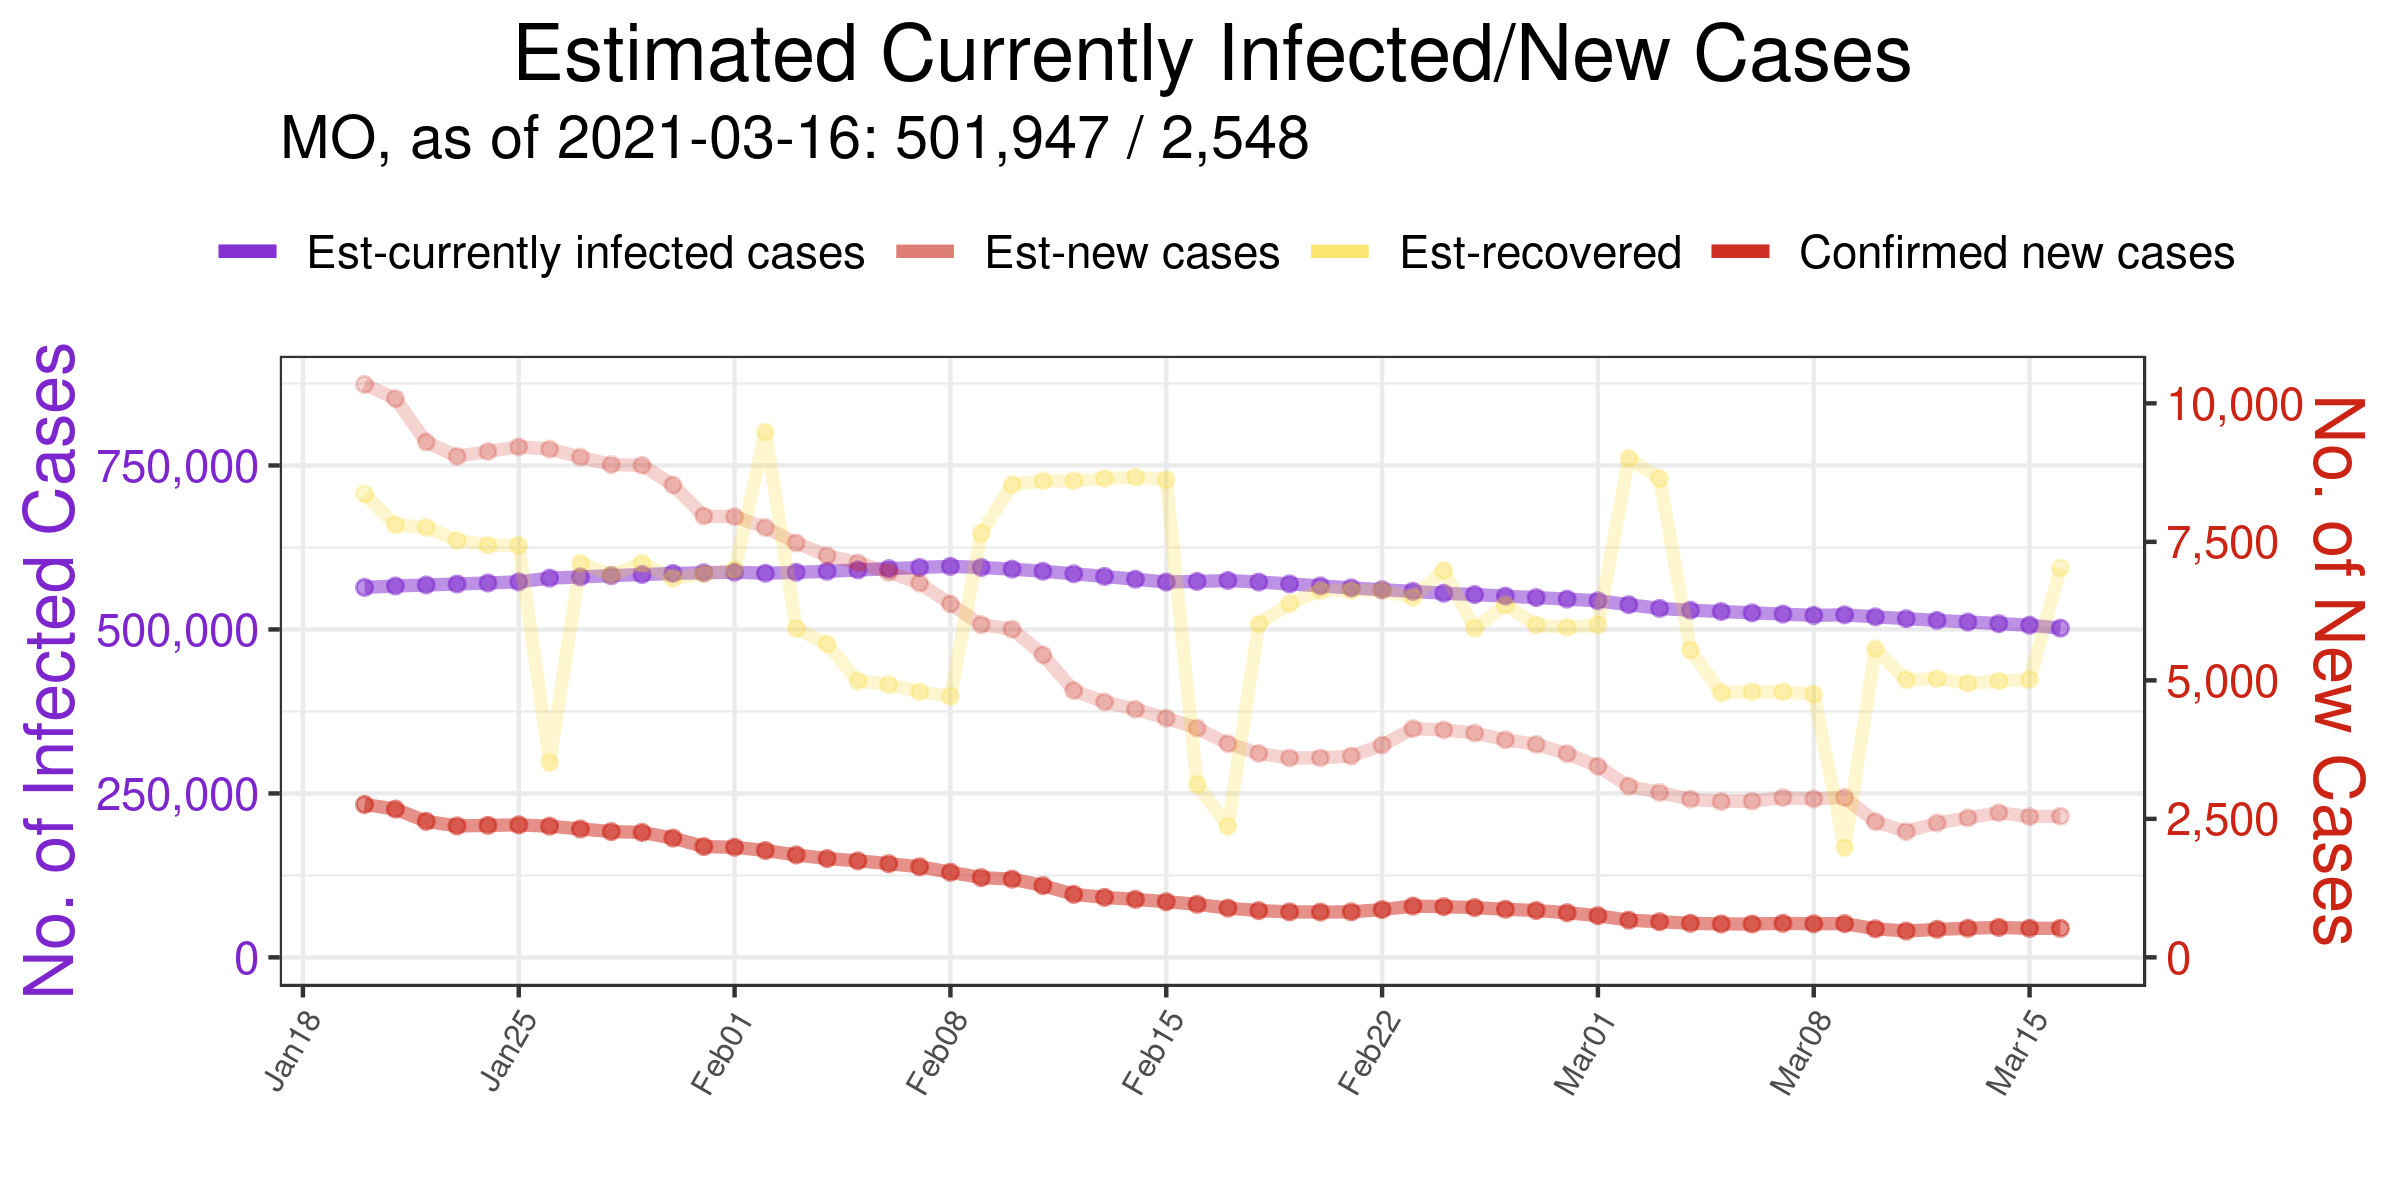 Estimated Currently Infected/New Cases
MO, as of 2021-03-16: 501,947 / 2,548
Est-currently infected cases Est-new cases Est-recovered Confirmed new cases
No. of Infected Cases
750,000
500,000
250,000
0
10,000
7,500
5,000
2,500
0
No. of New Cases
Jan18 Jan25 Feb01 Feb08 Feb15 Feb22 Mar01 Mar08 Mar15